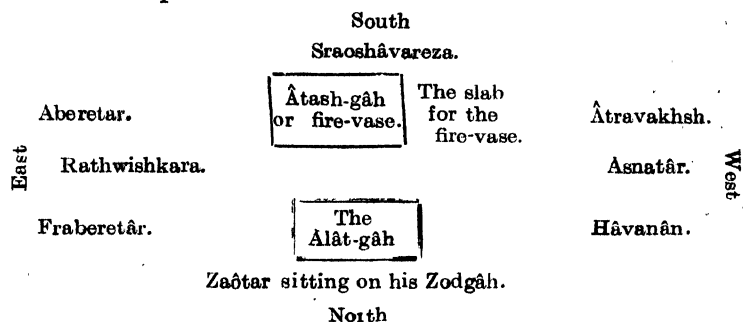 South
Sraoshâvareza.
Aberetar.
Âtash-gâh
or fire-vase.
The slab
for the
fire-vase.
Âtravakhsh.
East
Rathwishkara.
Asnatâr.
West
Fraberetâr.
The
Alât-gâh
Hâvanân.
Zaôtar sitting on his Zodgâh.
North